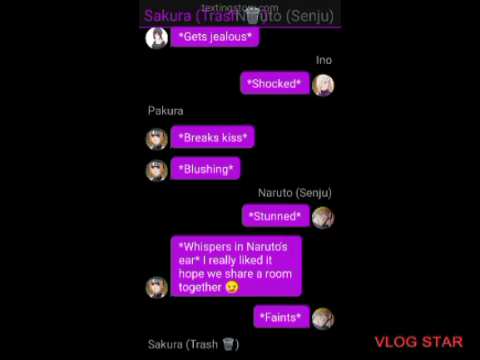 textingstory.com
Sakura (Trash 🗑 Naruto (Senju)
*Gets jealous*
Ino
*Shocked*
Pakura
*Breaks kiss*
*Blushing*
Naruto (Senju)
*Stunned*
*Whispers in Naruto's
ear* I really liked it
hope we share a room
together 😏
*Faints*
Sakura (Trash 🗑)
VLOG STAR